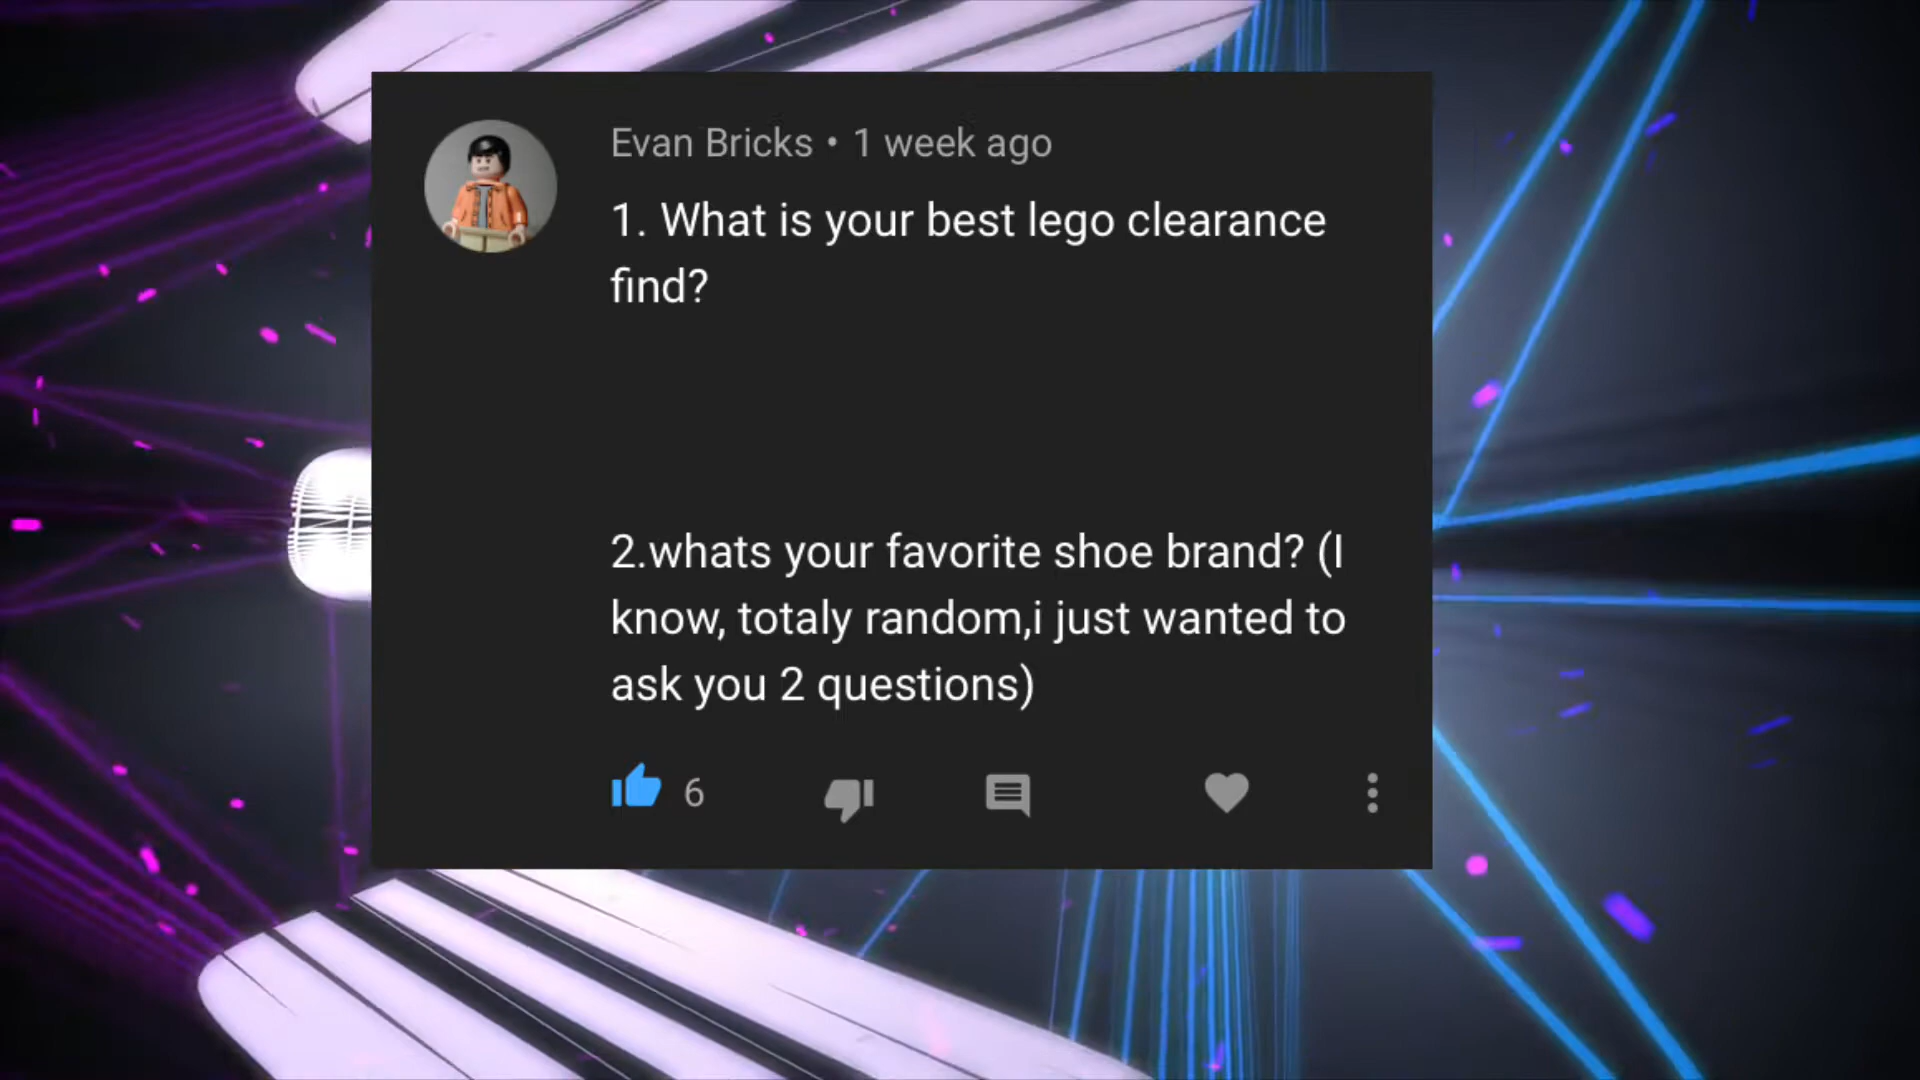 Evan Bricks • 1 week ago
1. What is your best lego clearance
find?
2.whats your favorite shoe brand? (I
know, totaly random,i just wanted to
ask you 2 questions)
6